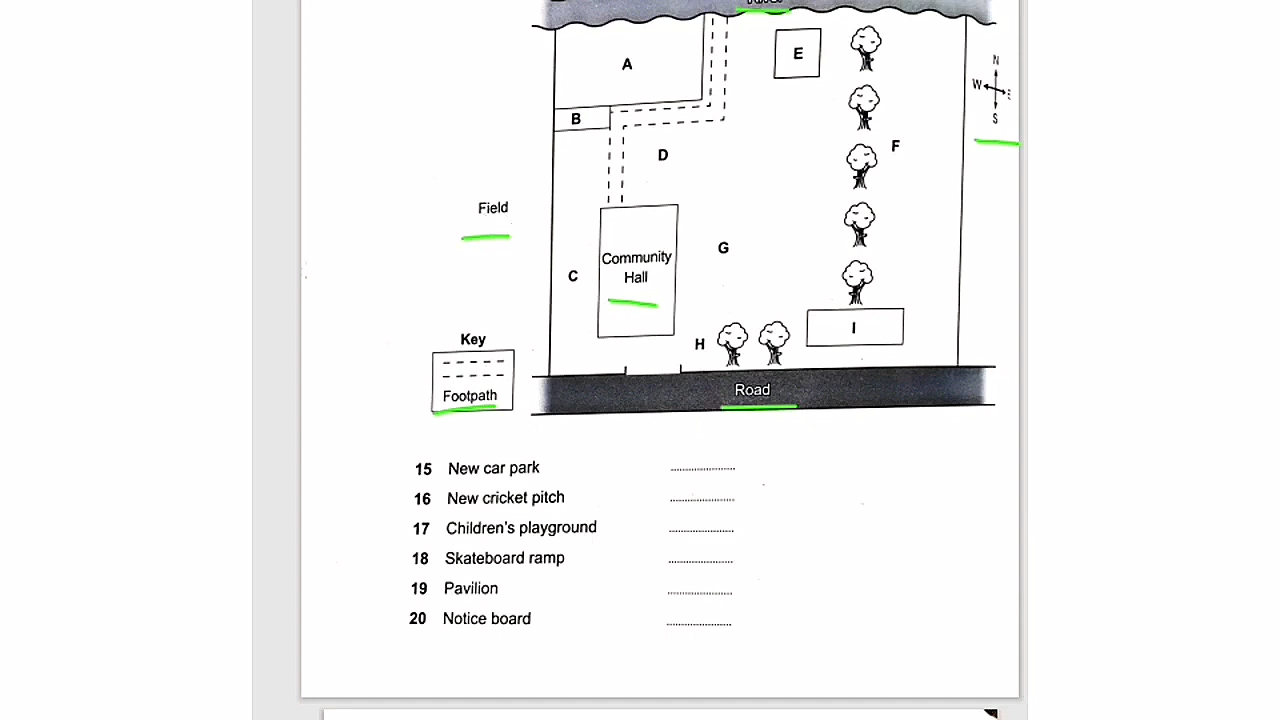 A
E
N
W
E
S
B
F
D
Field
G
Community
Hall
C
I
Key
H
Footpath
Road
15 New car park ..................
16 New cricket pitch ..................
17 Children's playground ..................
18 Skateboard ramp ..................
19 Pavilion ..................
20 Notice board ..................